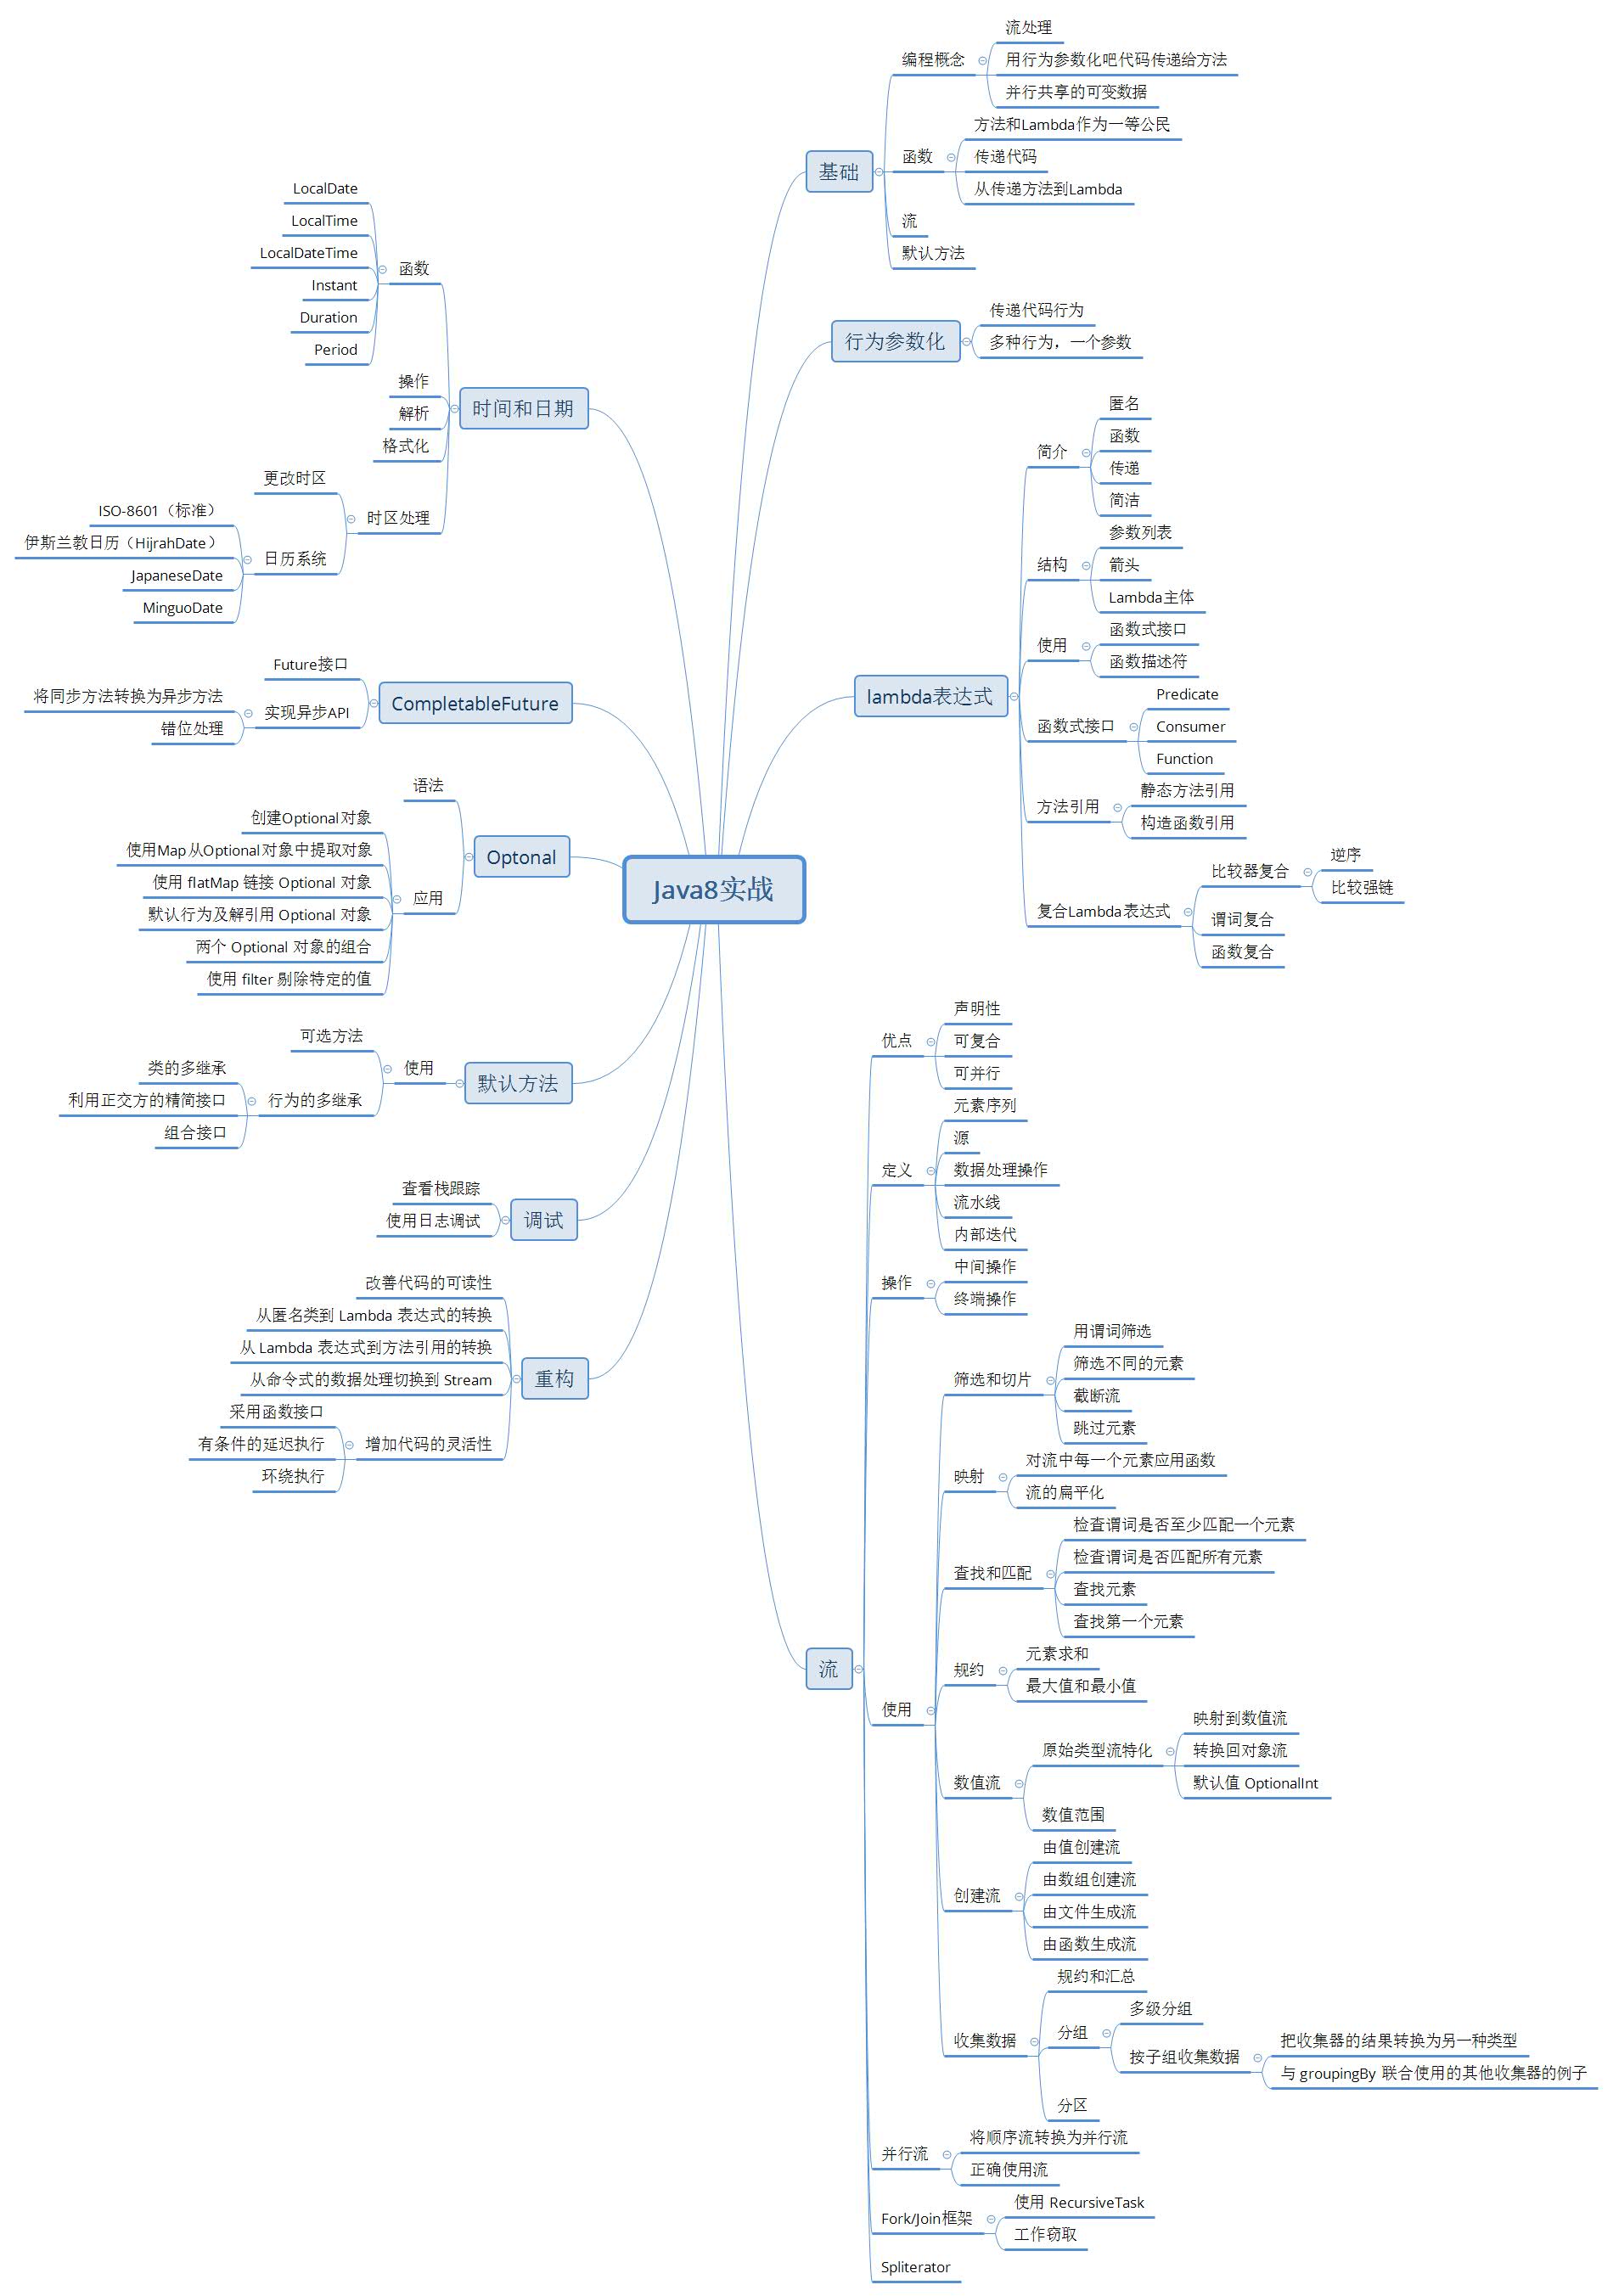 Java8实战
基础
编程概念
流处理
用行为参数化吧代码传递给方法
并行共享的可变数据
函数
方法和Lambda作为一等公民
传递代码
从传递方法到Lambda
流
默认方法
行为参数化
传递代码行为
多种行为，一个参数
lambda表达式
简介
匿名
函数
传递
简洁
结构
参数列表
箭头
Lambda主体
使用
函数式接口
函数描述符
函数式接口
Predicate
Consumer
Function
方法引用
静态方法引用
构造函数引用
复合Lambda表达式
比较器复合
逆序
比较强链
谓词复合
函数复合
流
优点
声明性
可复合
可并行
定义
元素序列
源
数据处理操作
流水线
内部迭代
操作
中间操作
终端操作
使用
筛选和切片
用谓词筛选
筛选不同的元素
截断流
跳过元素
映射
对流中每一个元素应用函数
流的扁平化
查找和匹配
检查谓词是否至少匹配一个元素
检查谓词是否匹配所有元素
查找元素
查找第一个元素
规约
元素求和
最大值和最小值
数值流
原始类型流特化
映射到数值流
转换回对象流
默认值 OptionalInt
数值范围
创建流
由值创建流
由数组创建流
由文件生成流
由函数生成流
收集数据
规约和汇总
分组
多级分组
按子组收集数据
把收集器的结果转换为另一种类型
与 groupingBy 联合使用的其他收集器的例子
分区
并行流
将顺序流转换为并行流
正确使用流
Fork/Join框架
使用 RecursiveTask
工作窃取
Spliterator
时间和日期
函数
LocalDate
LocalTime
LocalDateTime
Instant
Duration
Period
操作
解析
格式化
时区处理
更改时区
日历系统
ISO-8601（标准）
伊斯兰教日历（HijrahDate）
JapaneseDate
MinguoDate
CompletableFuture
Future接口
实现异步API
将同步方法转换为异步方法
错位处理
Optonal
语法
应用
创建Optional对象
使用Map从Optional对象中提取对象
使用 flatMap 链接 Optional 对象
默认行为及解引用 Optional 对象
两个 Optional 对象的组合
使用 filter 剔除特定的值
默认方法
使用
可选方法
行为的多继承
类的多继承
利用正交方的精简接口
组合接口
调试
查看栈跟踪
使用日志调试
重构
改善代码的可读性
从匿名类到 Lambda 表达式的转换
从 Lambda 表达式到方法引用的转换
从命令式的数据处理切换到 Stream
增加代码的灵活性
采用函数接口
有条件的延迟执行
环绕执行